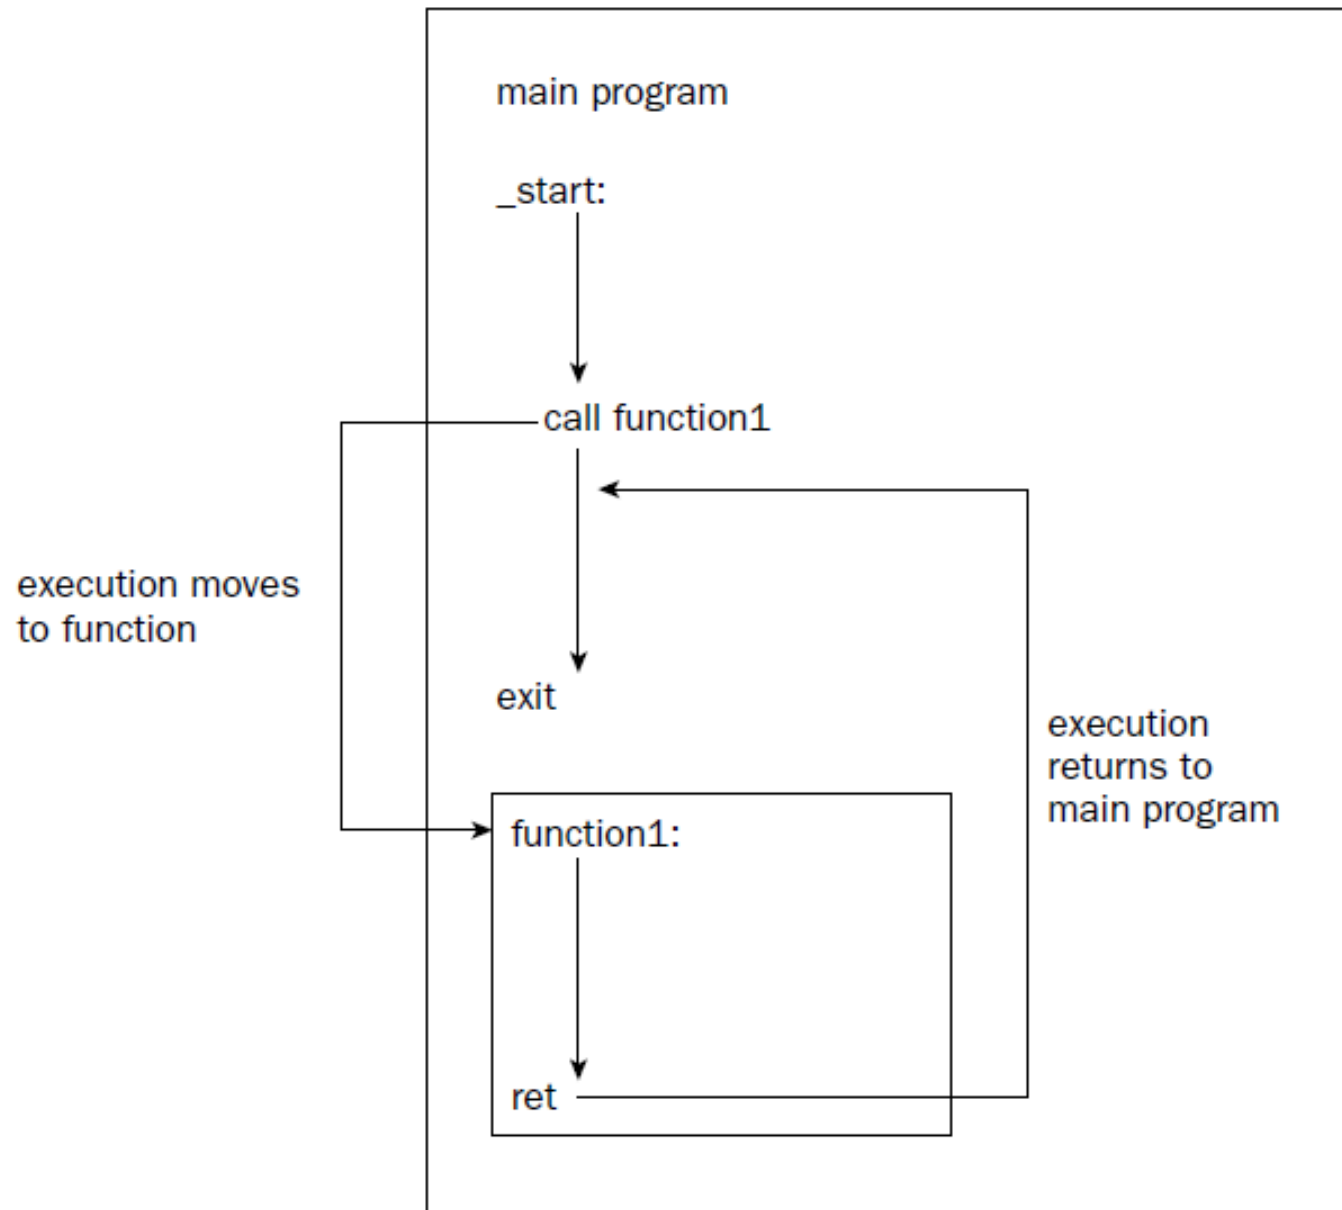 main program
_start:
call function1
execution moves
to function
exit
execution
returns to
main program
function1:
ret